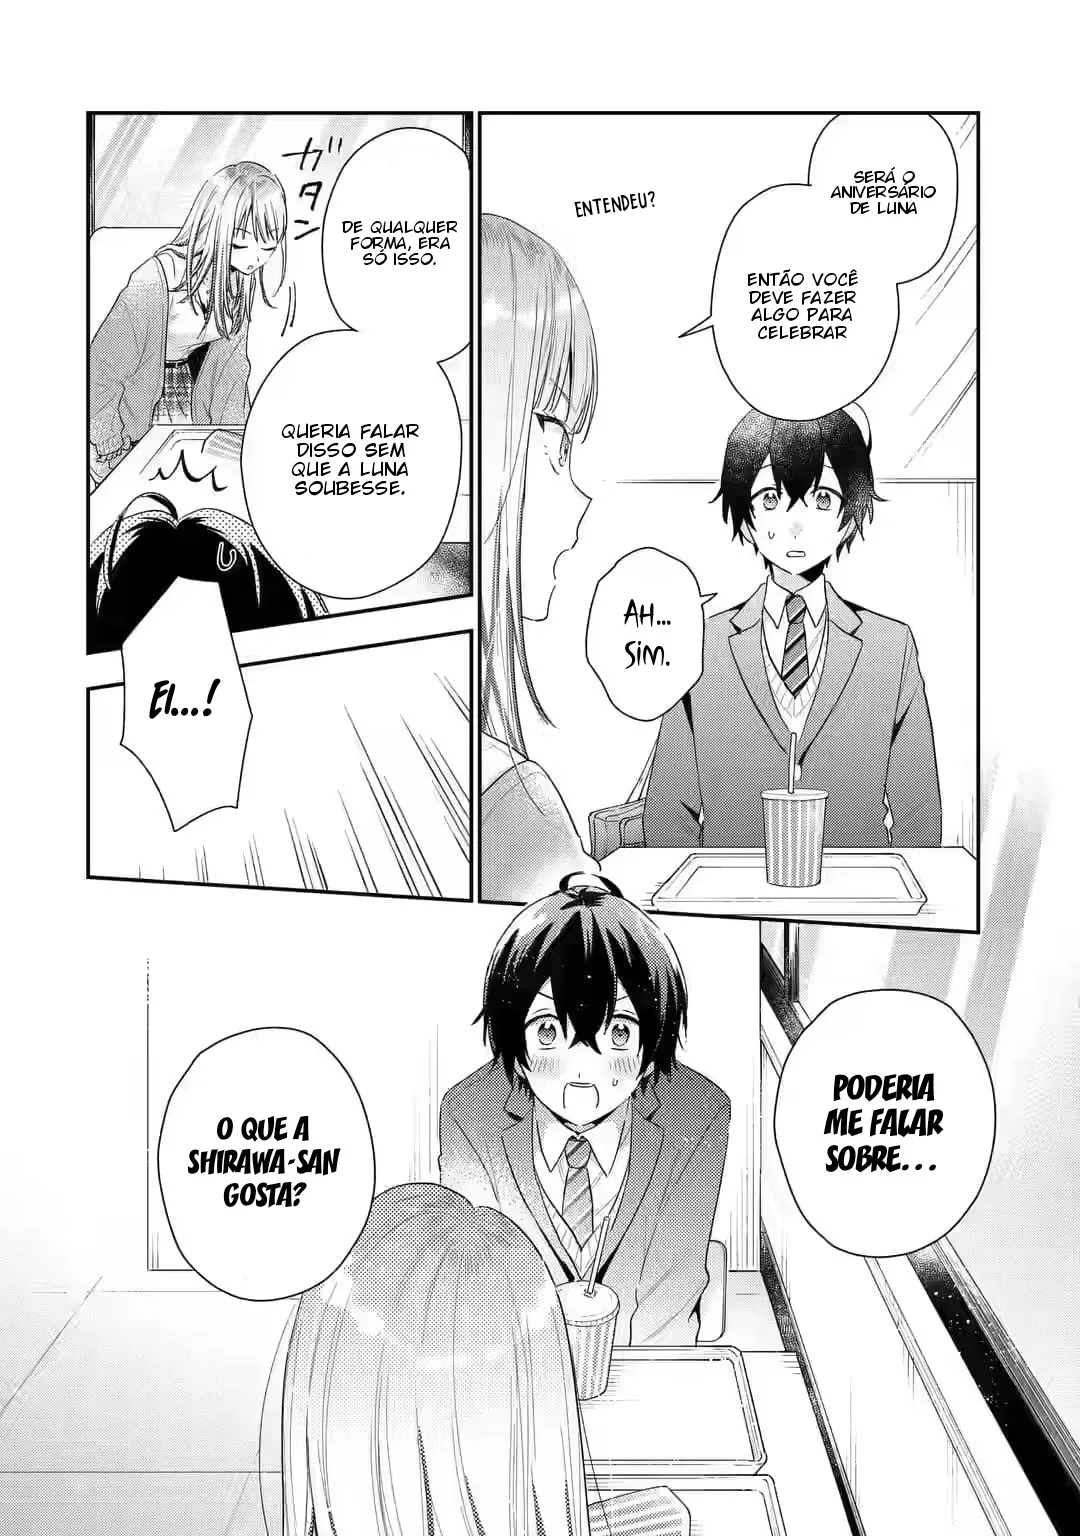 SERÁ O
ANIVERSÁRIO
DE LUNA
ENTÃO VOCÊ
DEVE FAZER
ALGO PARA
CELEBRAR
ENTENDEU?
AH...
SIM.
DE QUALQUER
FORMA, ERA
SÓ ISSO.
ガタン
QUERIA FALAR
DISSO SEM
QUE A LUNA
SOUBESSE.
EI...!
PODERIA
ME FALAR
SOBRE...
O QUE A
SHIRAWA-SAN
GOSTA?